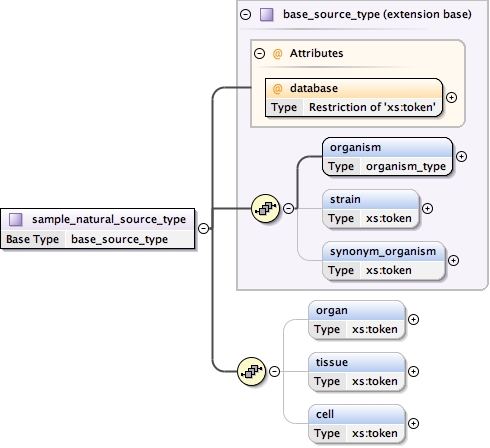 base_source_type (extension base)
@ Attributes
@ database
Type Restriction of 'xs:token'
organism
Type organism_type
strain
Type xs:token
synonym_organism
Type xs:token
sample_natural_source_type
Base Type base_source_type
organ
Type xs:token
tissue
Type xs:token
cell
Type xs:token